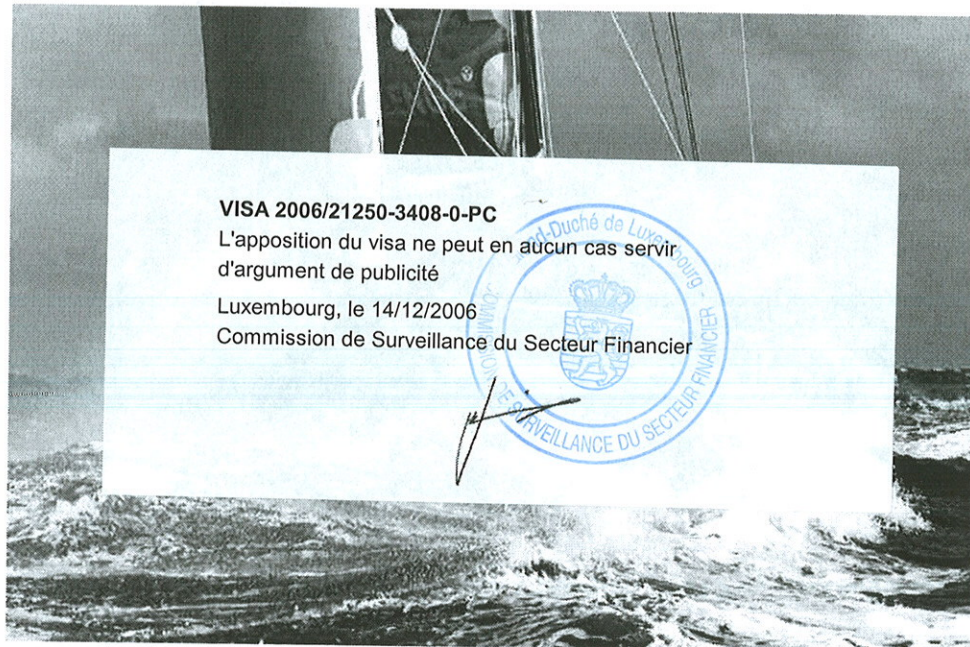 VISA 2006/21250-3408-0-PC
L'apposition du visa ne peut en aucun cas servir
d'argument de publicité
Luxembourg, le 14/12/2006
Commission de Surveillance du Secteur Financier
Grand-Duché de Luxembourg -
COMMISSION DE SURVEILLANCE DU SECTEUR FINANCIER